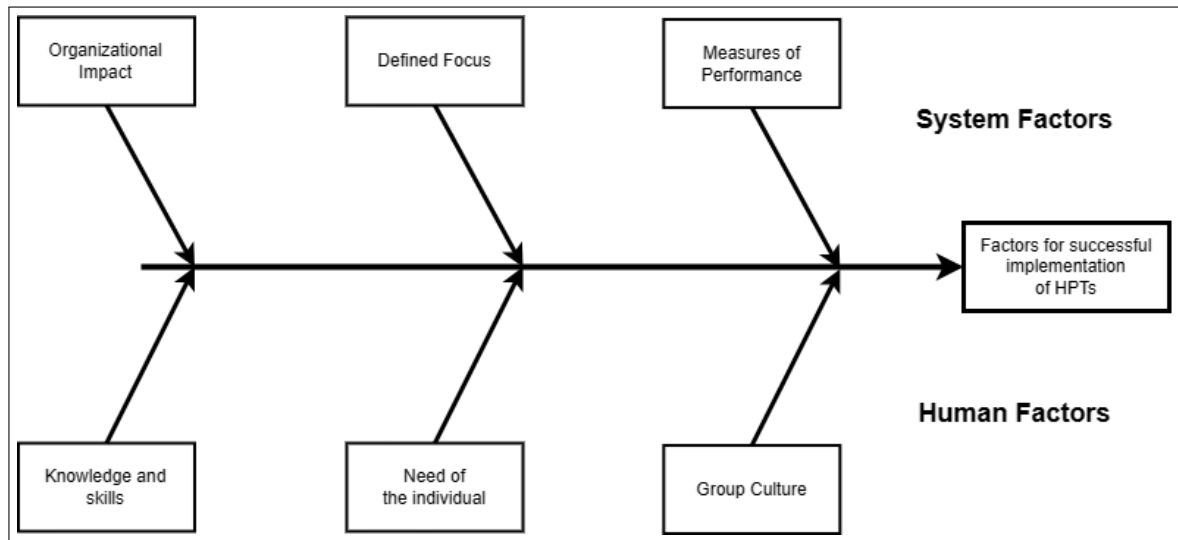 Organizational
Impact
Defined Focus
Measures of
Performance
System Factors
Factors for successful
implementation
of HPTs
Human Factors
Knowledge and
skills
Need of
the individual
Group Culture